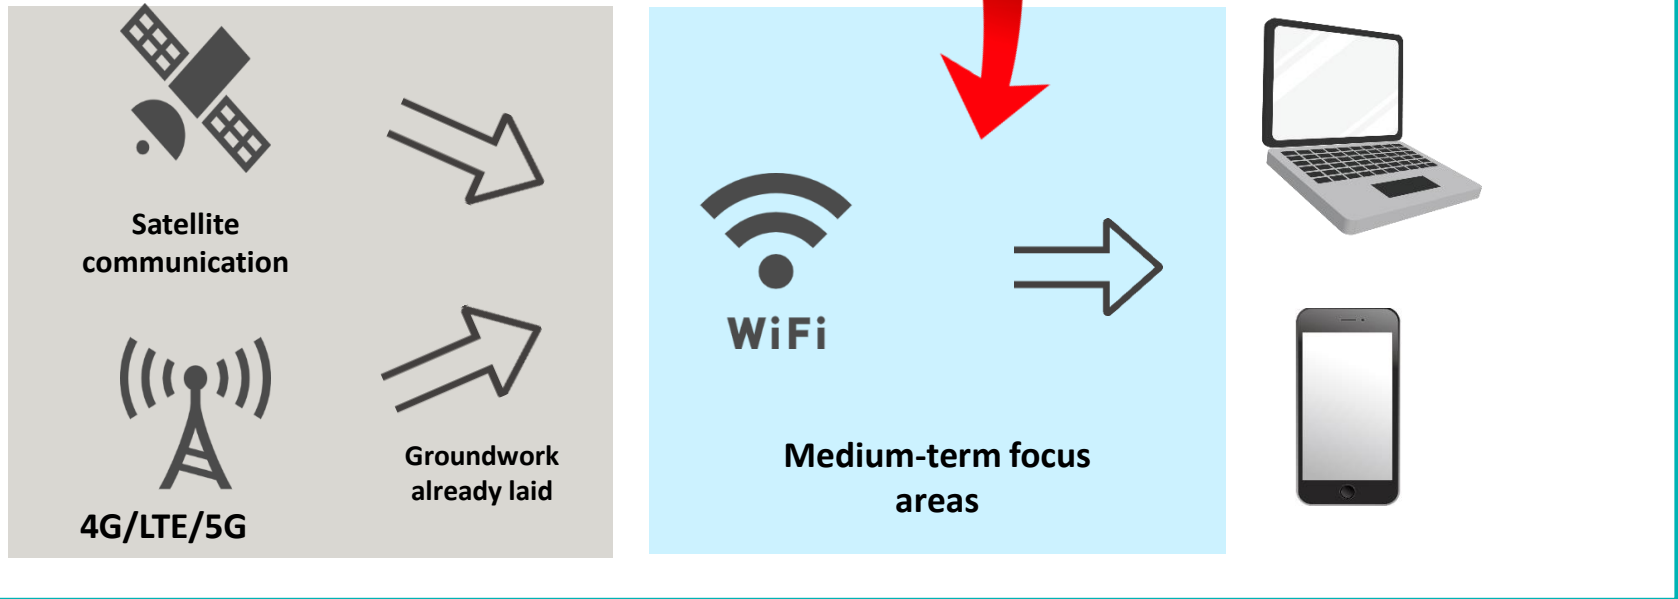 Satellite
communication
4G/LTE/5G
Groundwork
already laid
WiFi
Medium-term focus
areas